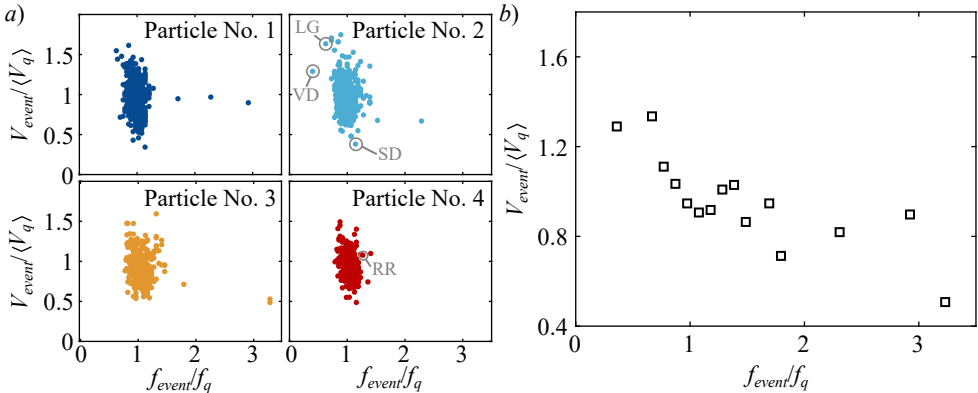 a)
Particle No. 1
Particle No. 2
LG
VD
SD
V_event/⟨V_q⟩
1.5
1
0.5
0
Particle No. 3
Particle No. 4
RR
V_event/⟨V_q⟩
1.5
1
0.5
0
0 1 2 3
0 1 2 3
f_event/f_q
f_event/f_q
b)
V_event/⟨V_q⟩
1.6
1.2
0.8
0.4
0 1 2 3
f_event/f_q